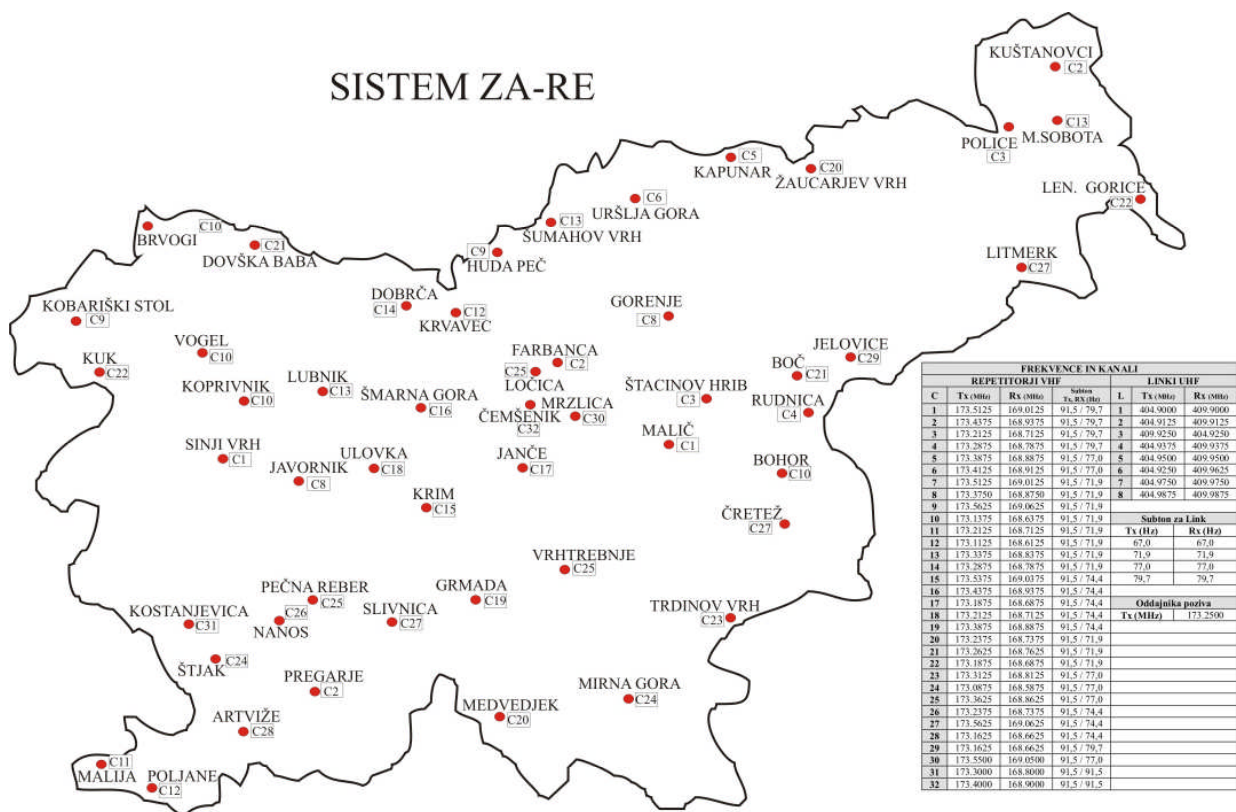 SISTEM ZA-RE
KUŠTANOVCI
C2
C13
M.SOBOTA
POLICE
C3
C5
KAPUNAR
C20
ŽAUCARJEV VRH
LEN. GORICE
C22
C6
URŠLJA GORA
C13
ŠUMAHOV VRH
C10
BRVOGI
C21
DOVŠKA BABA
C9
HUDA PEČ
LITMERK
C27
DOBRČA
C14
C12
KRVAVEC
GORENJE
C8
KOBARIŠKI STOL
C9
VOGEL
C10
KUK
C22
FARBANCA
C2
C25
LOČICA
JELOVICE
C29
BOČ
C21
KOPRIVNIK
C10
LUBNIK
C13
ŠMARNA GORA
C16
MRZLICA
C30
ČEMŠENIK
C32
ŠTACINOV HRIB
C3
RUDNICA
C4
MALIČ
C1
SINJI VRH
C1
JAVORNIK
C8
ULOVKA
C18
JANČE
C17
BOHOR
C10
KRIM
C15
ČRETEŽ
C27
VRHTREBNJE
C25
PEČNA REBER
C25
GRMADA
C19
KOSTANJEVICA
C31
C26
NANOS
SLIVNICA
C27
TRDINOV VRH
C23
C24
ŠTJAK
PREGARJE
C2
MIRNA GORA
C24
MEDVEDJEK
C20
ARTVIŽE
C28
C11
MALIJA
POLJANE
C12
FREKVENCE IN KANALI
REPETITORJI VHF LINKI UHF
C Tx (MHz) Rx (MHz) Subton Tx, RX (Hz) L Tx (MHz) Rx (MHz)
1 173.5125 169.0125 91,5 / 79,7 1 404.9000 409.9000
2 173.4375 168.9375 91,5 / 79,7 2 404.9125 409.9125
3 173.2125 168.7125 91,5 / 79,7 3 409.9250 404.9250
4 173.2875 168.7875 91,5 / 79,7 4 404.9375 409.9375
5 173.3875 168.8875 91,5 / 77,0 5 404.9500 409.9500
6 173.4125 168.9125 91,5 / 77,0 6 404.9250 409.9625
7 173.5125 169.0125 91,5 / 71,9 7 404.9750 409.9750
8 173.3750 168.8750 91,5 / 71,9 8 404.9875 409.9875
9 173.5625 169.0625 91,5 / 71,9
10 173.1375 168.6375 91,5 / 71,9 Subton za Link
11 173.2125 168.7125 91,5 / 71,9 Tx (Hz) Rx (Hz)
12 173.1125 168.6125 91,5 / 71,9 67,0 67,0
13 173.3375 168.8375 91,5 / 71,9 71,9 71,9
14 173.2875 168.7875 91,5 / 71,9 77,0 77,0
15 173.5375 169.0375 91,5 / 74,4 79,7 79,7
16 173.4375 168.9375 91,5 / 74,4
17 173.1875 168.6875 91,5 / 74,4 Oddajnika poziva
18 173.2125 168.7125 91,5 / 74,4 Tx (MHz) 173.2500
19 173.3875 168.8875 91,5 / 74,4
20 173.2375 168.7375 91,5 / 71,9
21 173.2625 168.7625 91,5 / 71,9
22 173.1875 168.6875 91,5 / 71,9
23 173.3125 168.8125 91,5 / 77,0
24 173.0875 168.5875 91,5 / 77,0
25 173.3625 168.8625 91,5 / 77,0
26 173.2375 168.7375 91,5 / 74,4
27 173.5625 169.0625 91,5 / 74,4
28 173.1625 168.6625 91,5 / 74,4
29 173.1625 168.6625 91,5 / 79,7
30 173.5500 169.0500 91,5 / 77,0
31 173.3000 168.8000 91,5 / 91,5
32 173.4000 168.9000 91,5 / 91,5